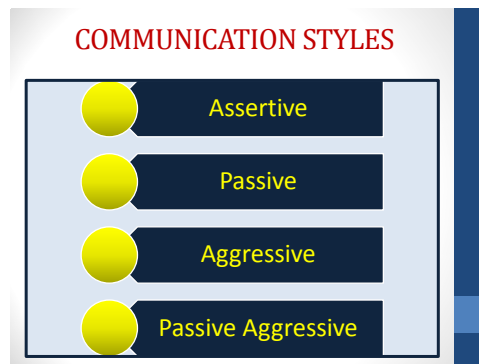 COMMUNICATION STYLES
Assertive
Passive
Aggressive
Passive Aggressive